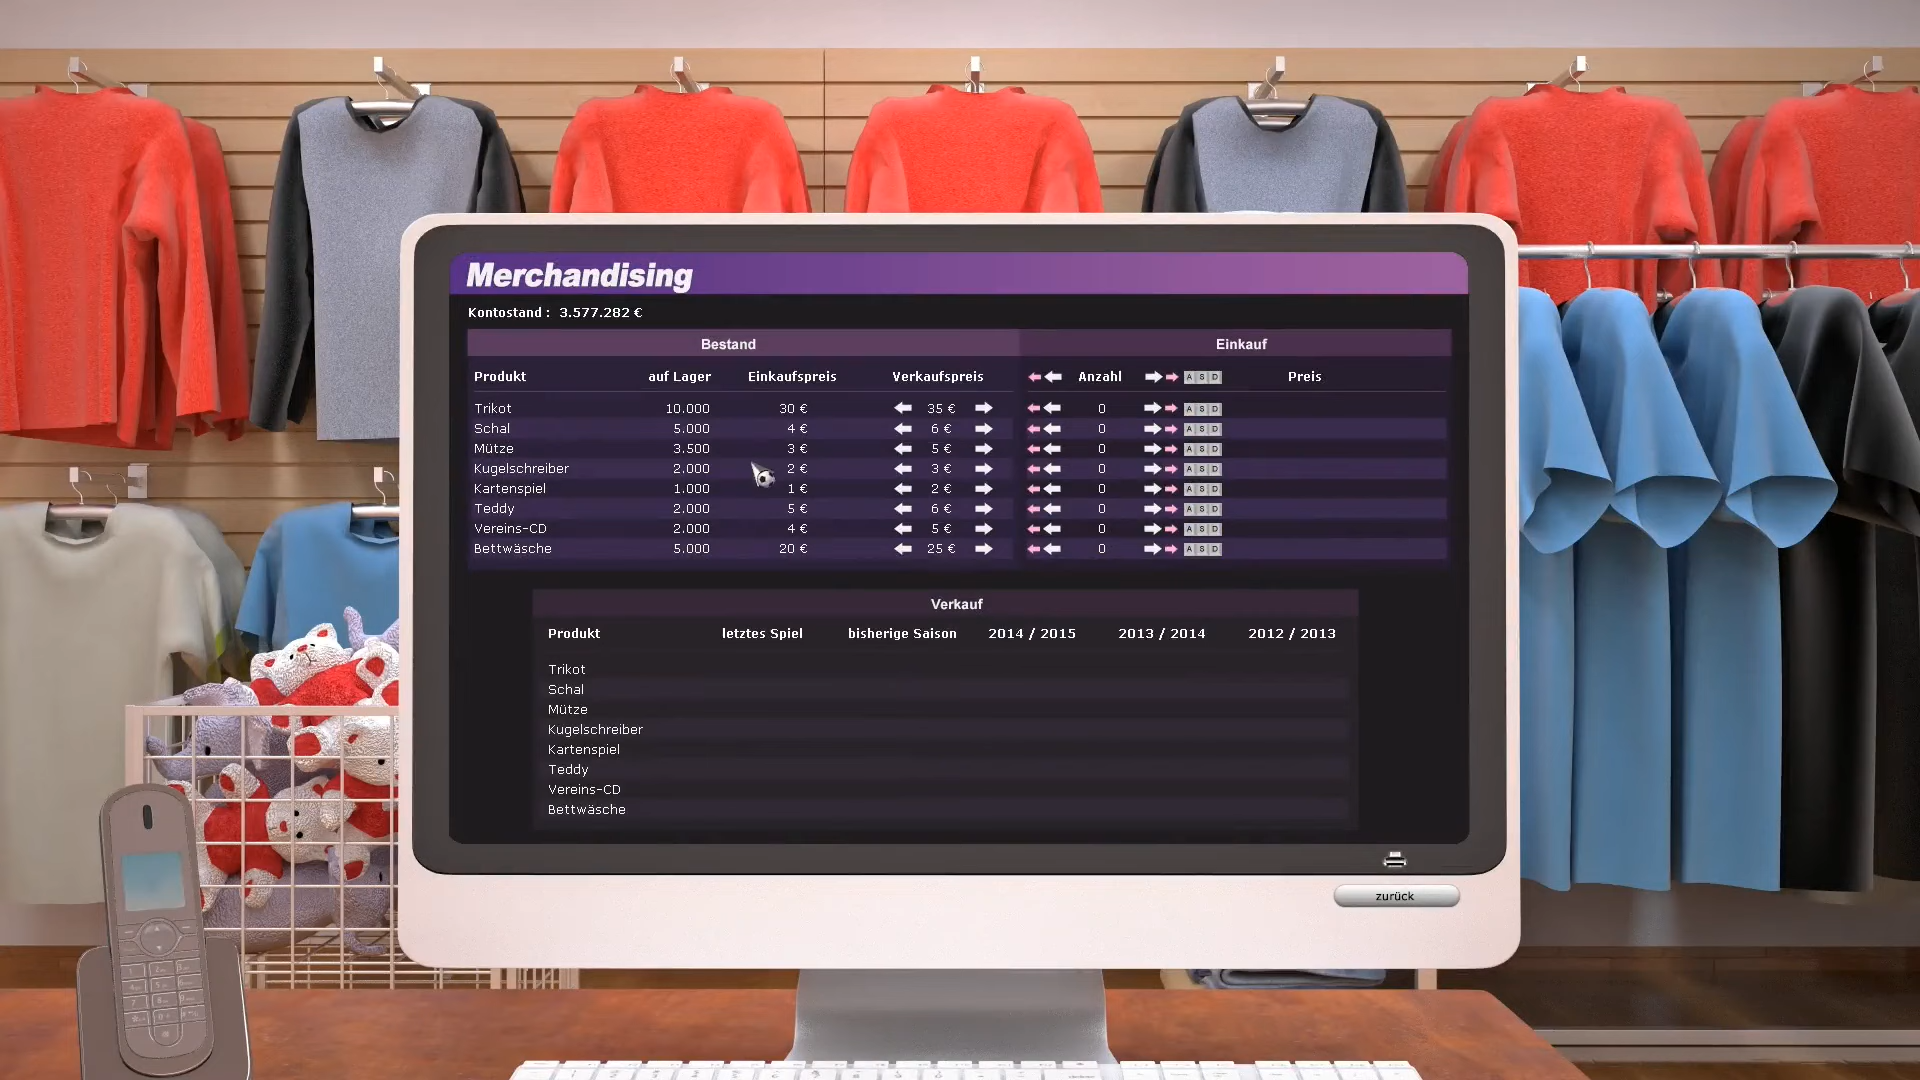 Merchandising
Kontostand : 3.577.282 €
Bestand Einkauf
Produkt auf Lager Einkaufspreis Verkaufspreis Anzahl A S D Preis
Trikot 10.000 30 € 35 € 0 A S D
Schal 5.000 4 € 6 € 0 A S D
Mütze 3.500 3 € 5 € 0 A S D
Kugelschreiber 2.000 2 € 3 € 0 A S D
Kartenspiel 1.000 1 € 2 € 0 A S D
Teddy 2.000 5 € 6 € 0 A S D
Vereins-CD 2.000 4 € 5 € 0 A S D
Bettwäsche 5.000 20 € 25 € 0 A S D
Verkauf
Produkt letztes Spiel bisherige Saison 2014 / 2015 2013 / 2014 2012 / 2013
Trikot
Schal
Mütze
Kugelschreiber
Kartenspiel
Teddy
Vereins-CD
Bettwäsche
zurück